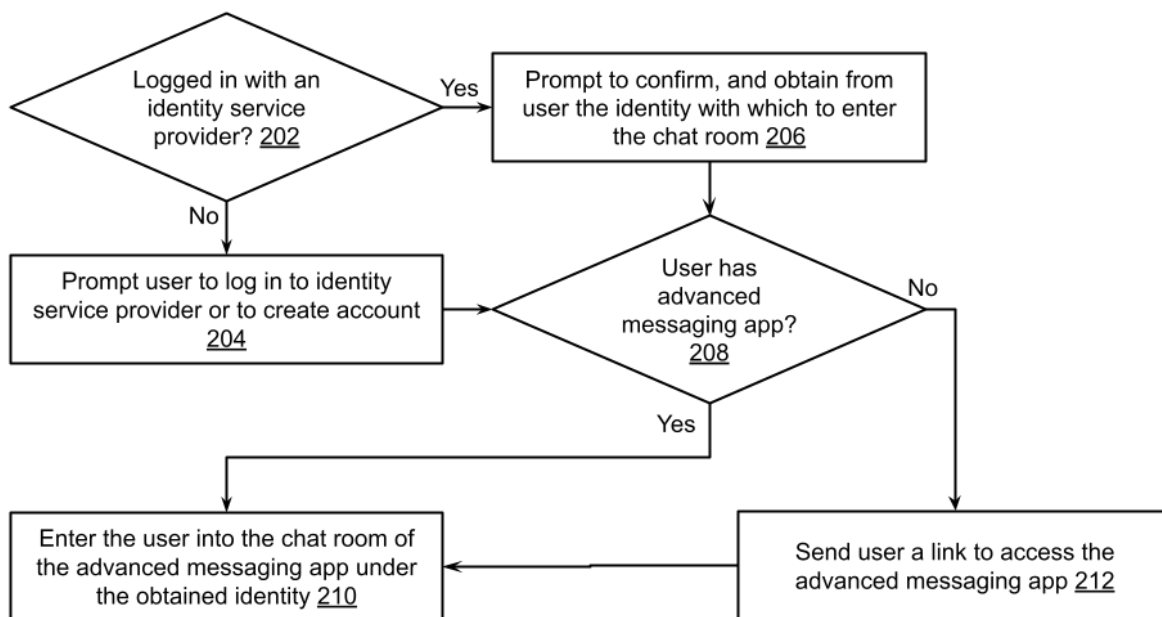 Logged in with an
identity service
provider? 202
Yes
Prompt to confirm, and obtain from
user the identity with which to enter
the chat room 206
No
Prompt user to log in to identity
service provider or to create account
204
User has
advanced
messaging app?
208
No
Yes
Enter the user into the chat room of
the advanced messaging app under
the obtained identity 210
Send user a link to access the
advanced messaging app 212